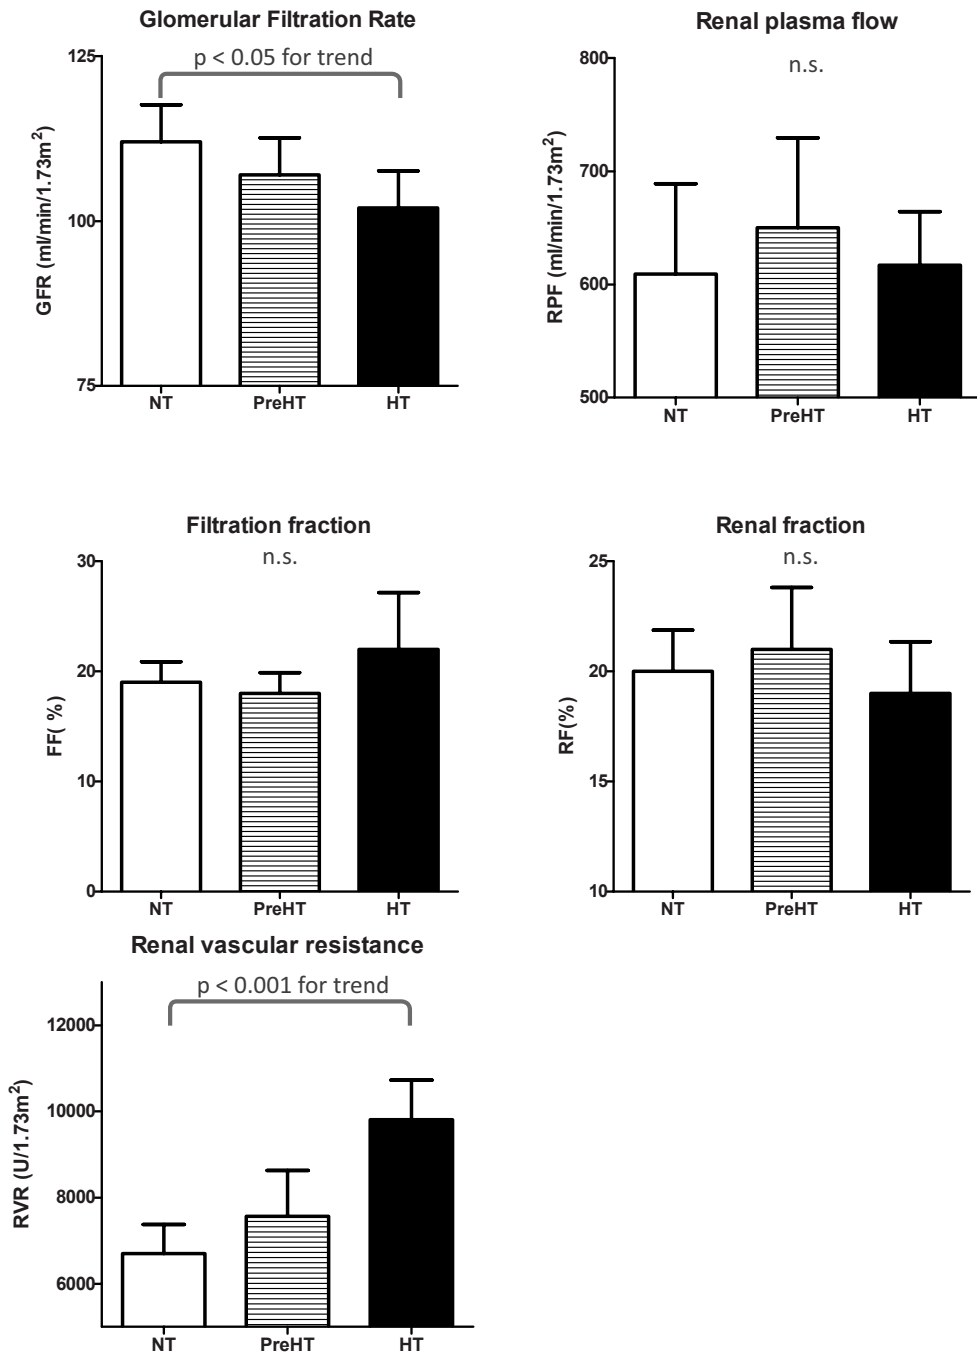 Glomerular Filtration Rate
p < 0.05 for trend
125
100
75
GFR (ml/min/1.73m²)
NT PreHT HT
Renal plasma flow
n.s.
800
700
600
500
RPF (ml/min/1.73m²)
NT PreHT HT
Filtration fraction
n.s.
30
20
10
0
FF( %)
NT PreHT HT
Renal fraction
n.s.
25
20
15
10
RF(%)
NT PreHT HT
Renal vascular resistance
p < 0.001 for trend
12000
10000
8000
6000
RVR (U/1.73m²)
NT PreHT HT